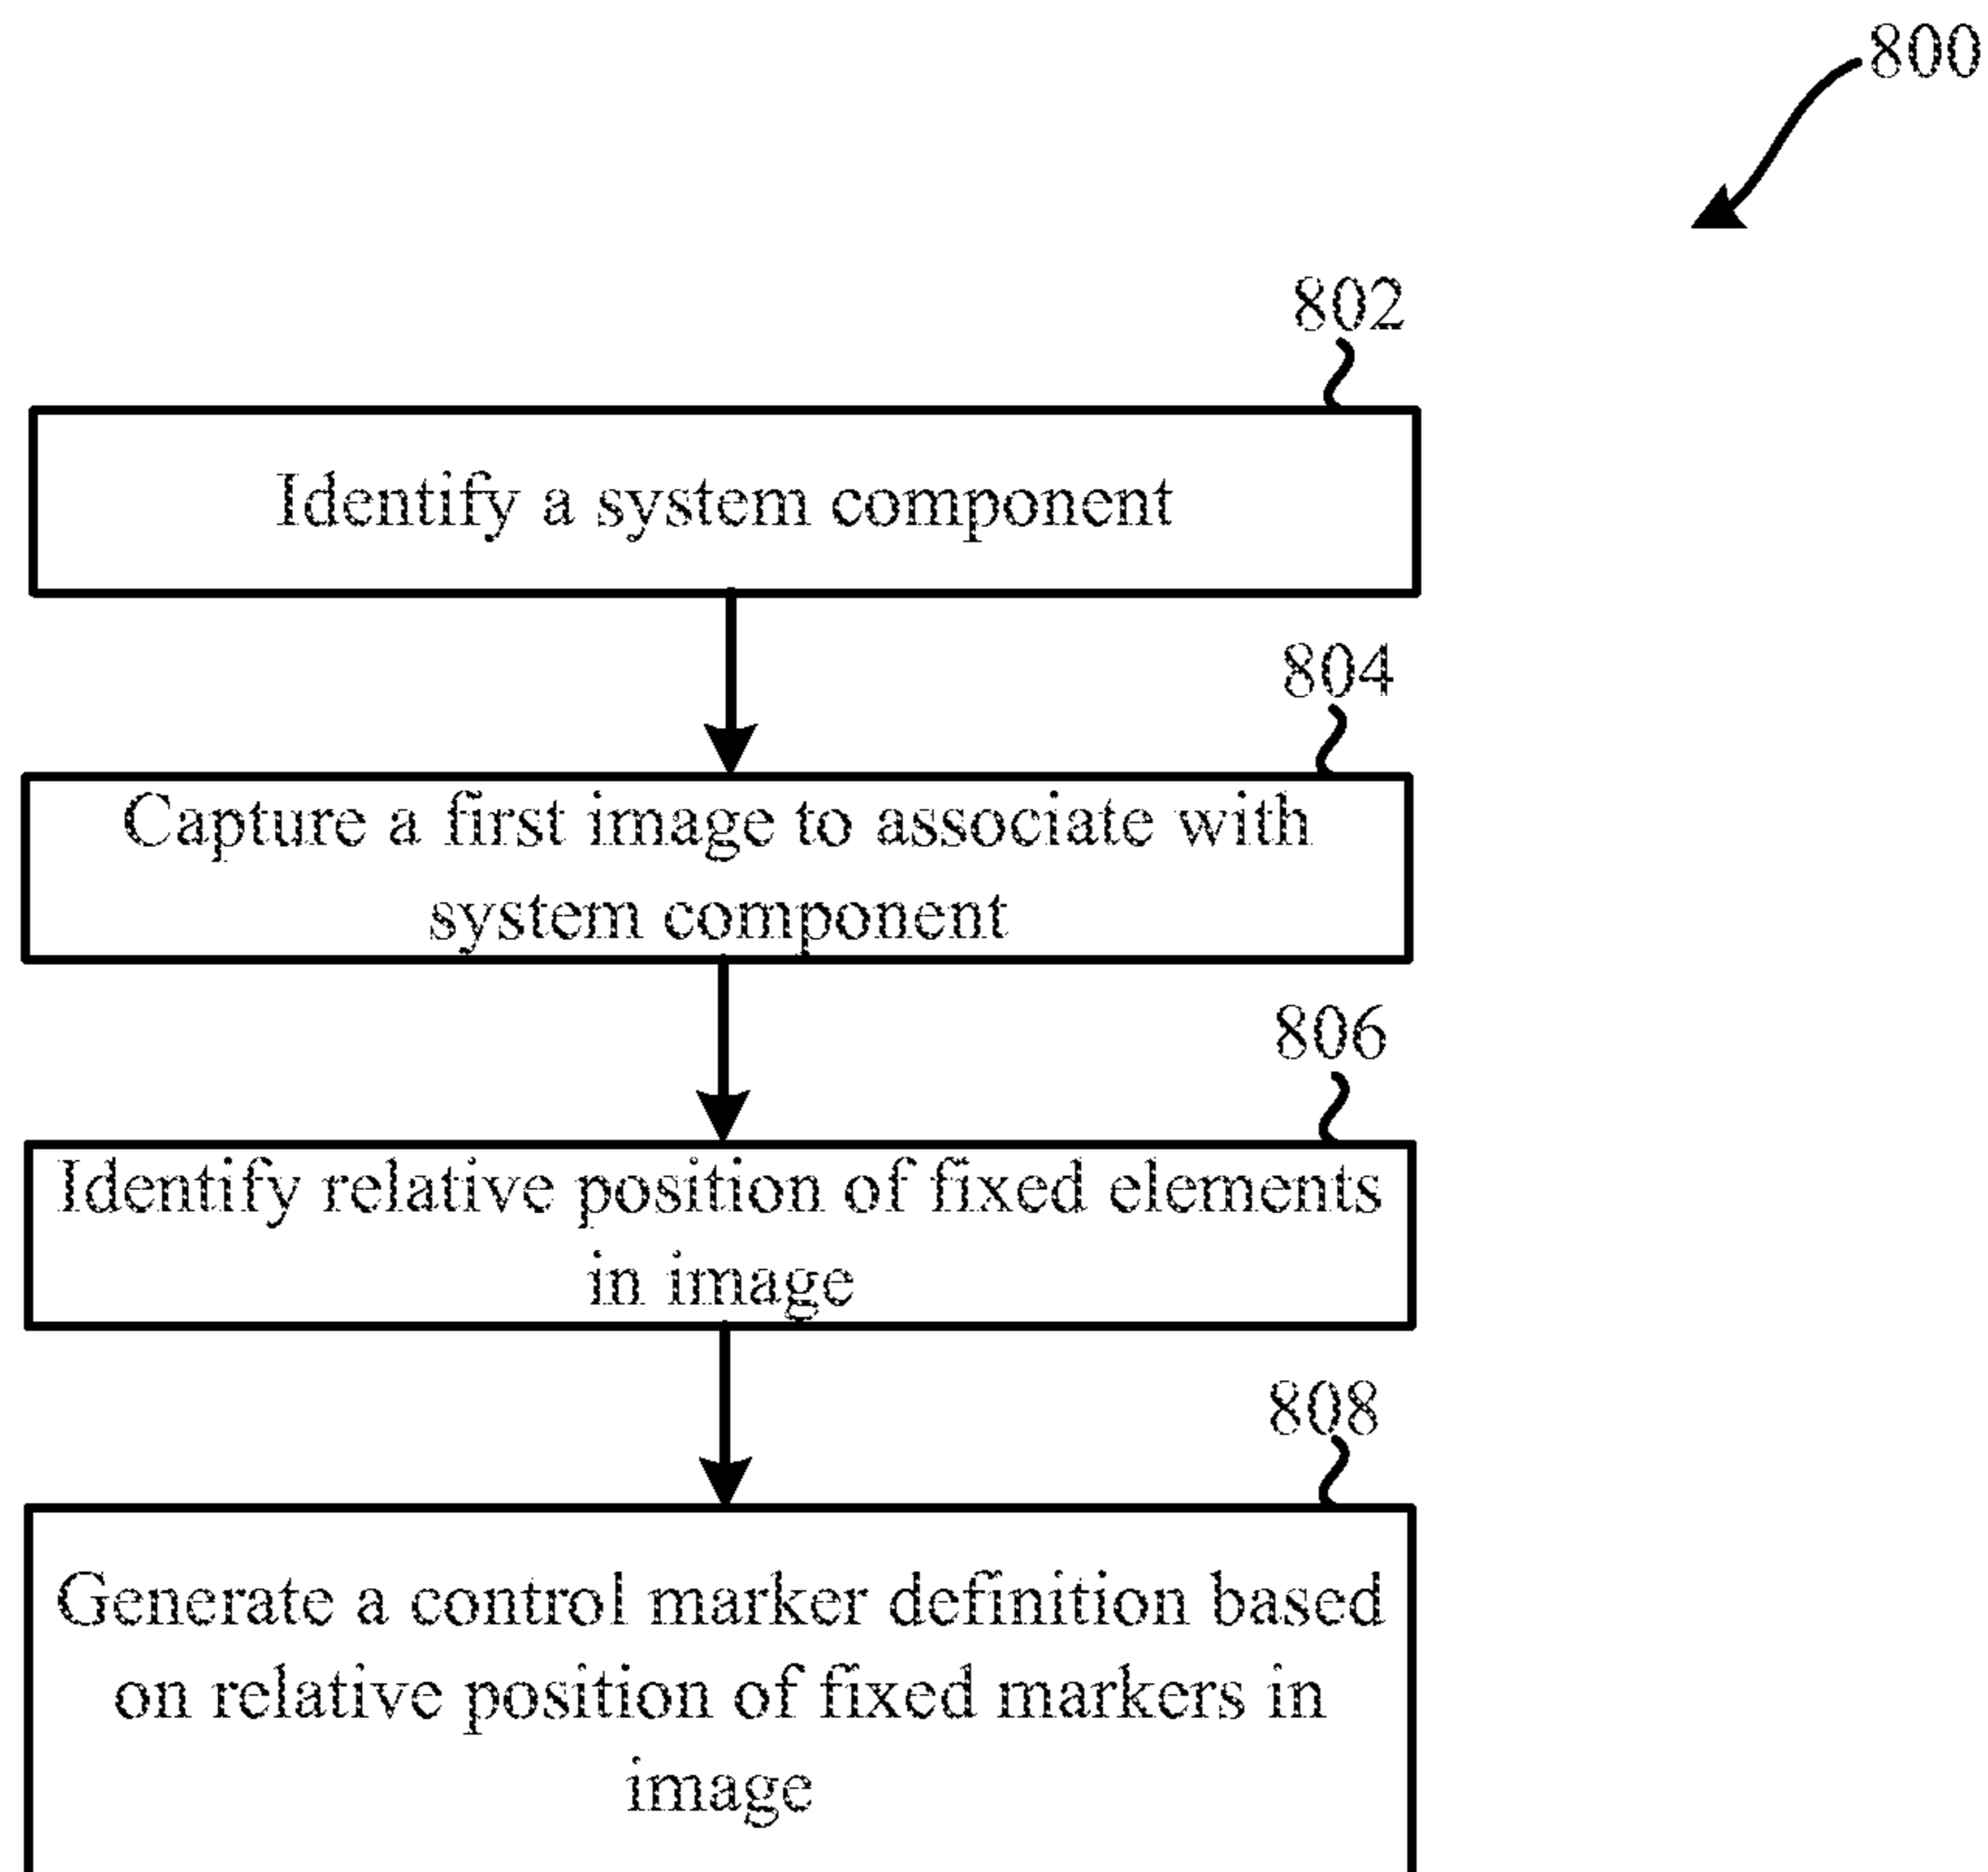 800
802
Identify a system component
804
Capture a first image to associate with
system component
806
Identify relative position of fixed elements
in image
808
Generate a control marker definition based
on relative position of fixed markers in
image